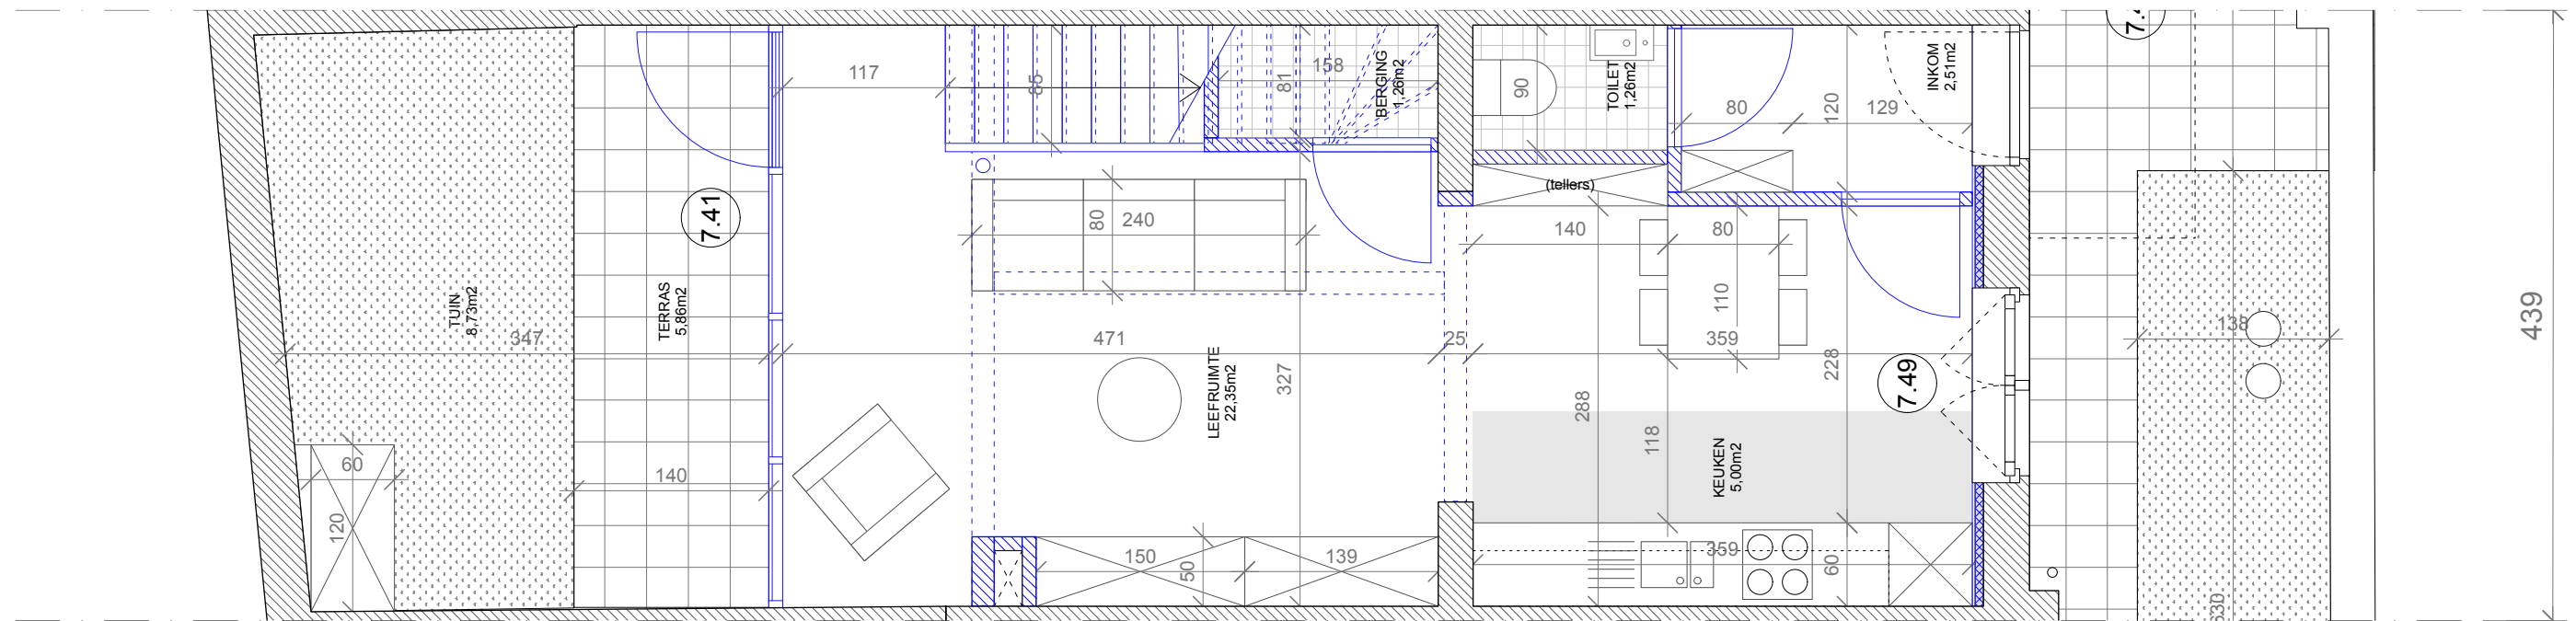 TUIN
8,73m2
347
60
120
TERRAS
5,86m2
140
7.41
117
85
81
158
BERGING
1,26m2
80
240
471
LEEFRUIMTE
22,35m2
327
150
50
139
25
90
TOILET
1,26m2
(tellers)
80
120
129
INKOM
2,51m2
140
80
110
359
228
288
118
KEUKEN
5,00m2
359
60
7.49
138
630
439